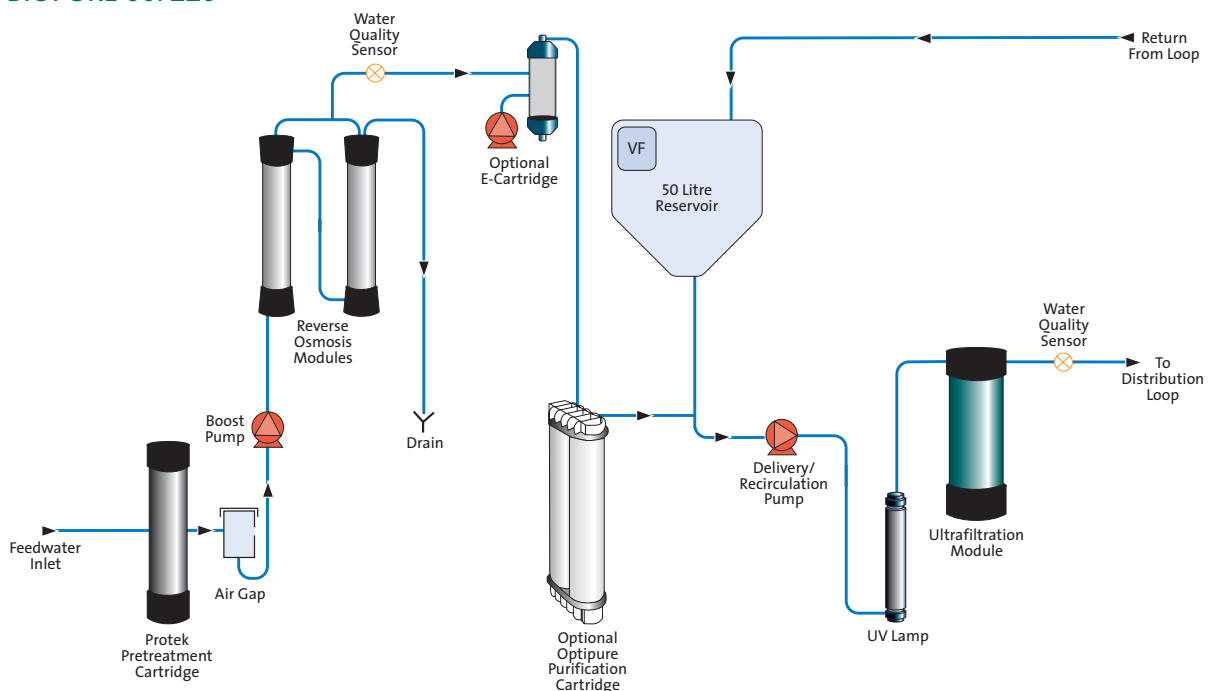 Water
Quality
Sensor
Return
From Loop
VF
50 Litre
Reservoir
Optional
E-Cartridge
Reverse
Osmosis
Modules
Water
Quality
Sensor
To
Distribution
Loop
Boost
Pump
Drain
Delivery/
Recirculation
Pump
Feedwater
Inlet
Air Gap
Ultrafiltration
Module
UV Lamp
Protek
Pretreatment
Cartridge
Optional
Optipure
Purification
Cartridge